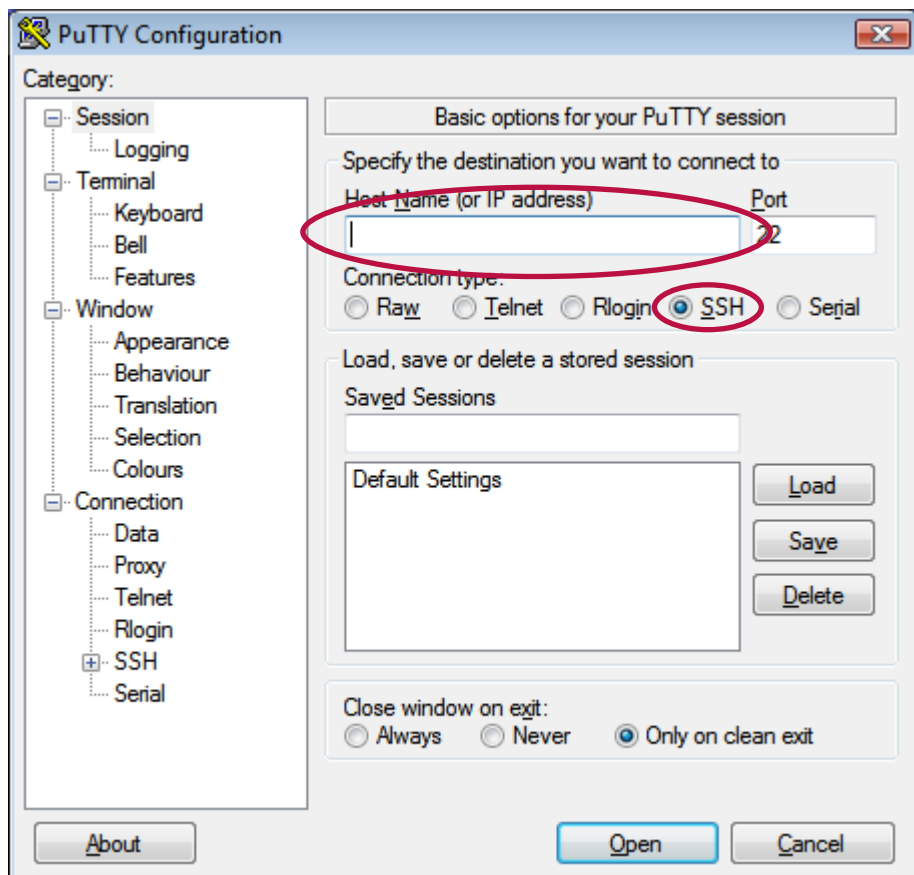 PuTTY Configuration
Category:
Session
Logging
Terminal
Keyboard
Bell
Features
Window
Appearance
Behaviour
Translation
Selection
Colours
Connection
Data
Proxy
Telnet
Rlogin
SSH
Serial
Basic options for your PuTTY session
Specify the destination you want to connect to
Host Name (or IP address) Port
22
Connection type:
Raw Telnet Rlogin SSH Serial
Load, save or delete a stored session
Saved Sessions
Default Settings
Load
Save
Delete
Close window on exit:
Always Never Only on clean exit
About Open Cancel